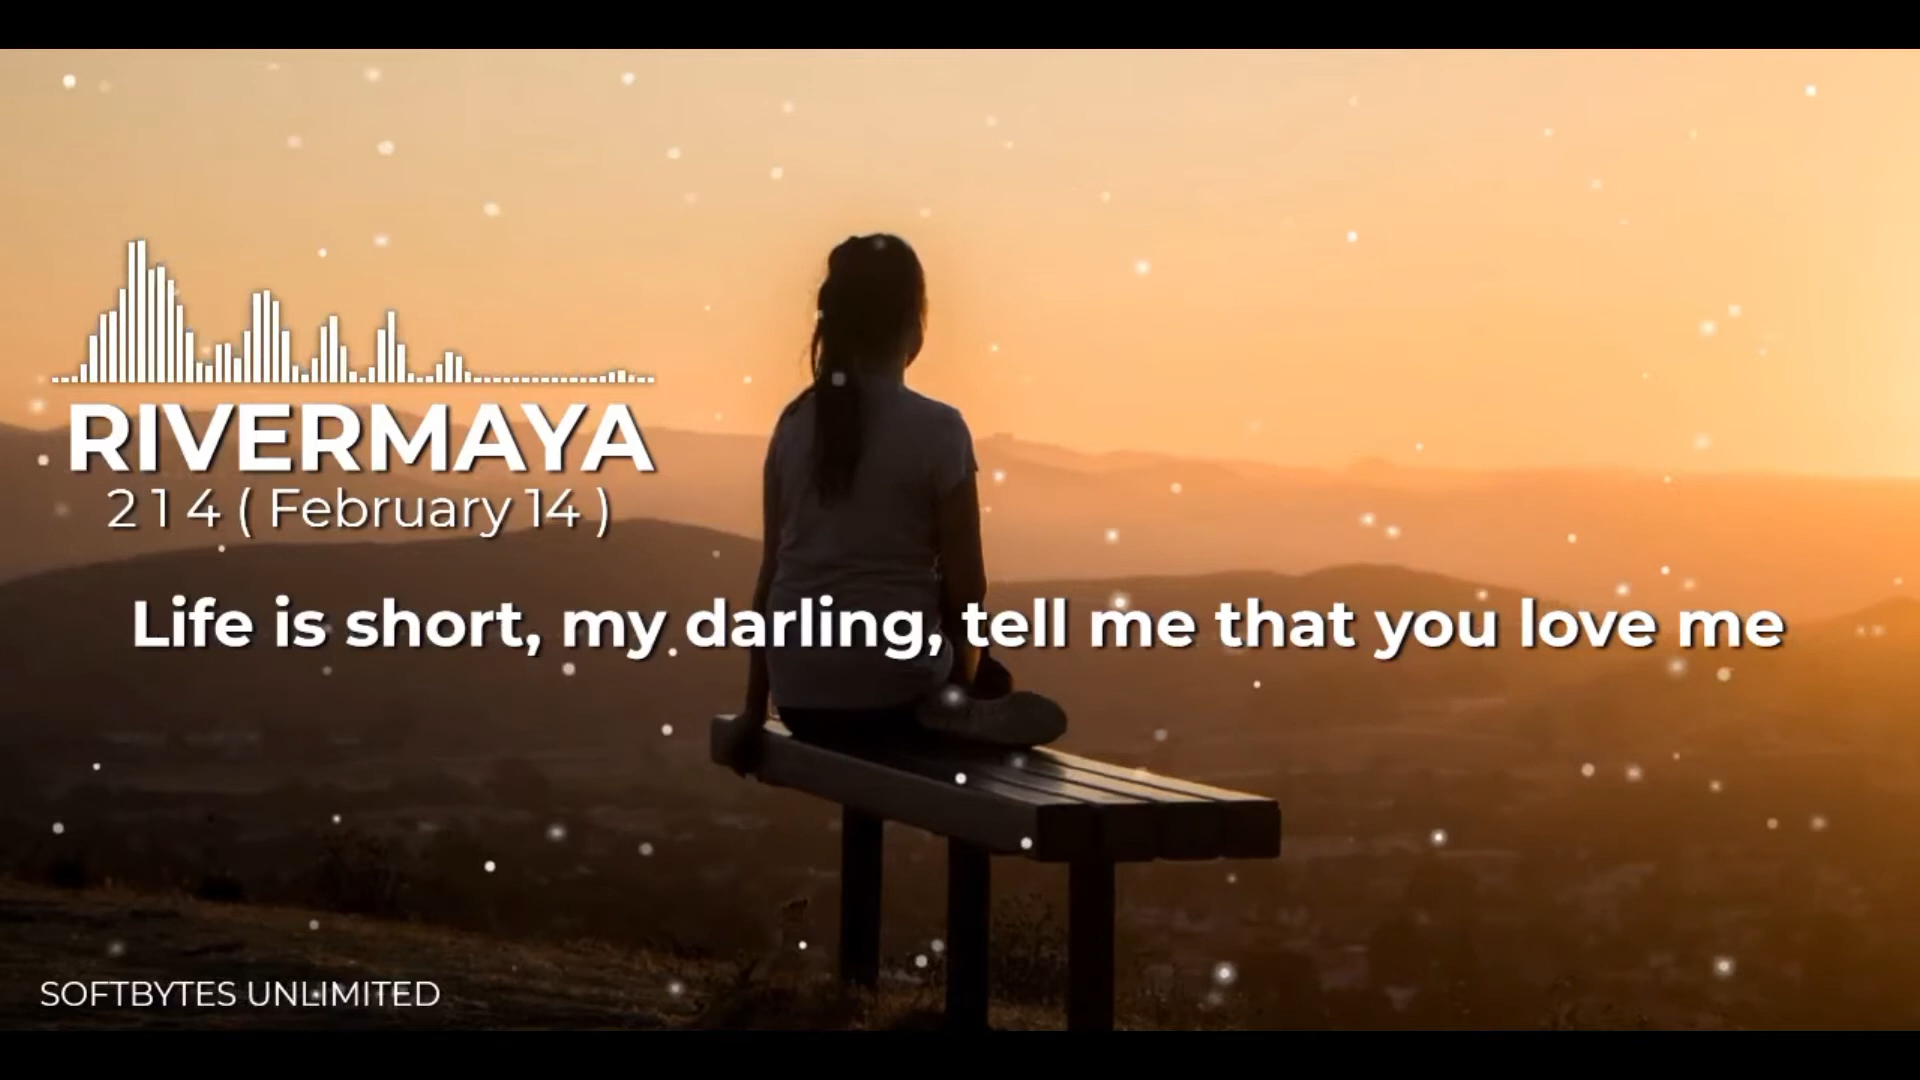 RIVERMAYA
2 1 4 ( February 14 )
Life is short, my darling, tell me that you love me
SOFTBYTES UNLIMITED